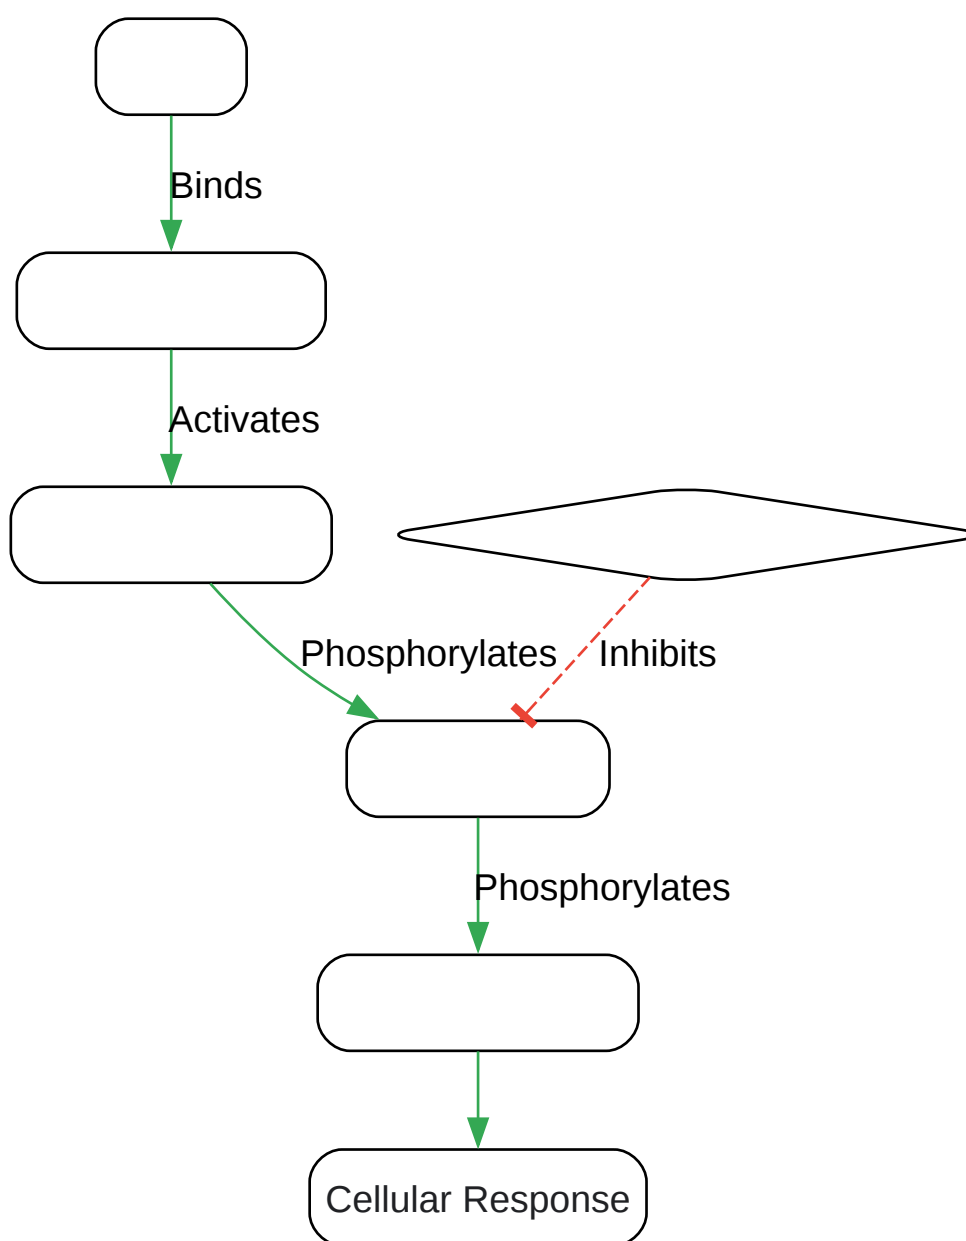 Binds
Activates
Phosphorylates
Inhibits
Phosphorylates
Cellular Response